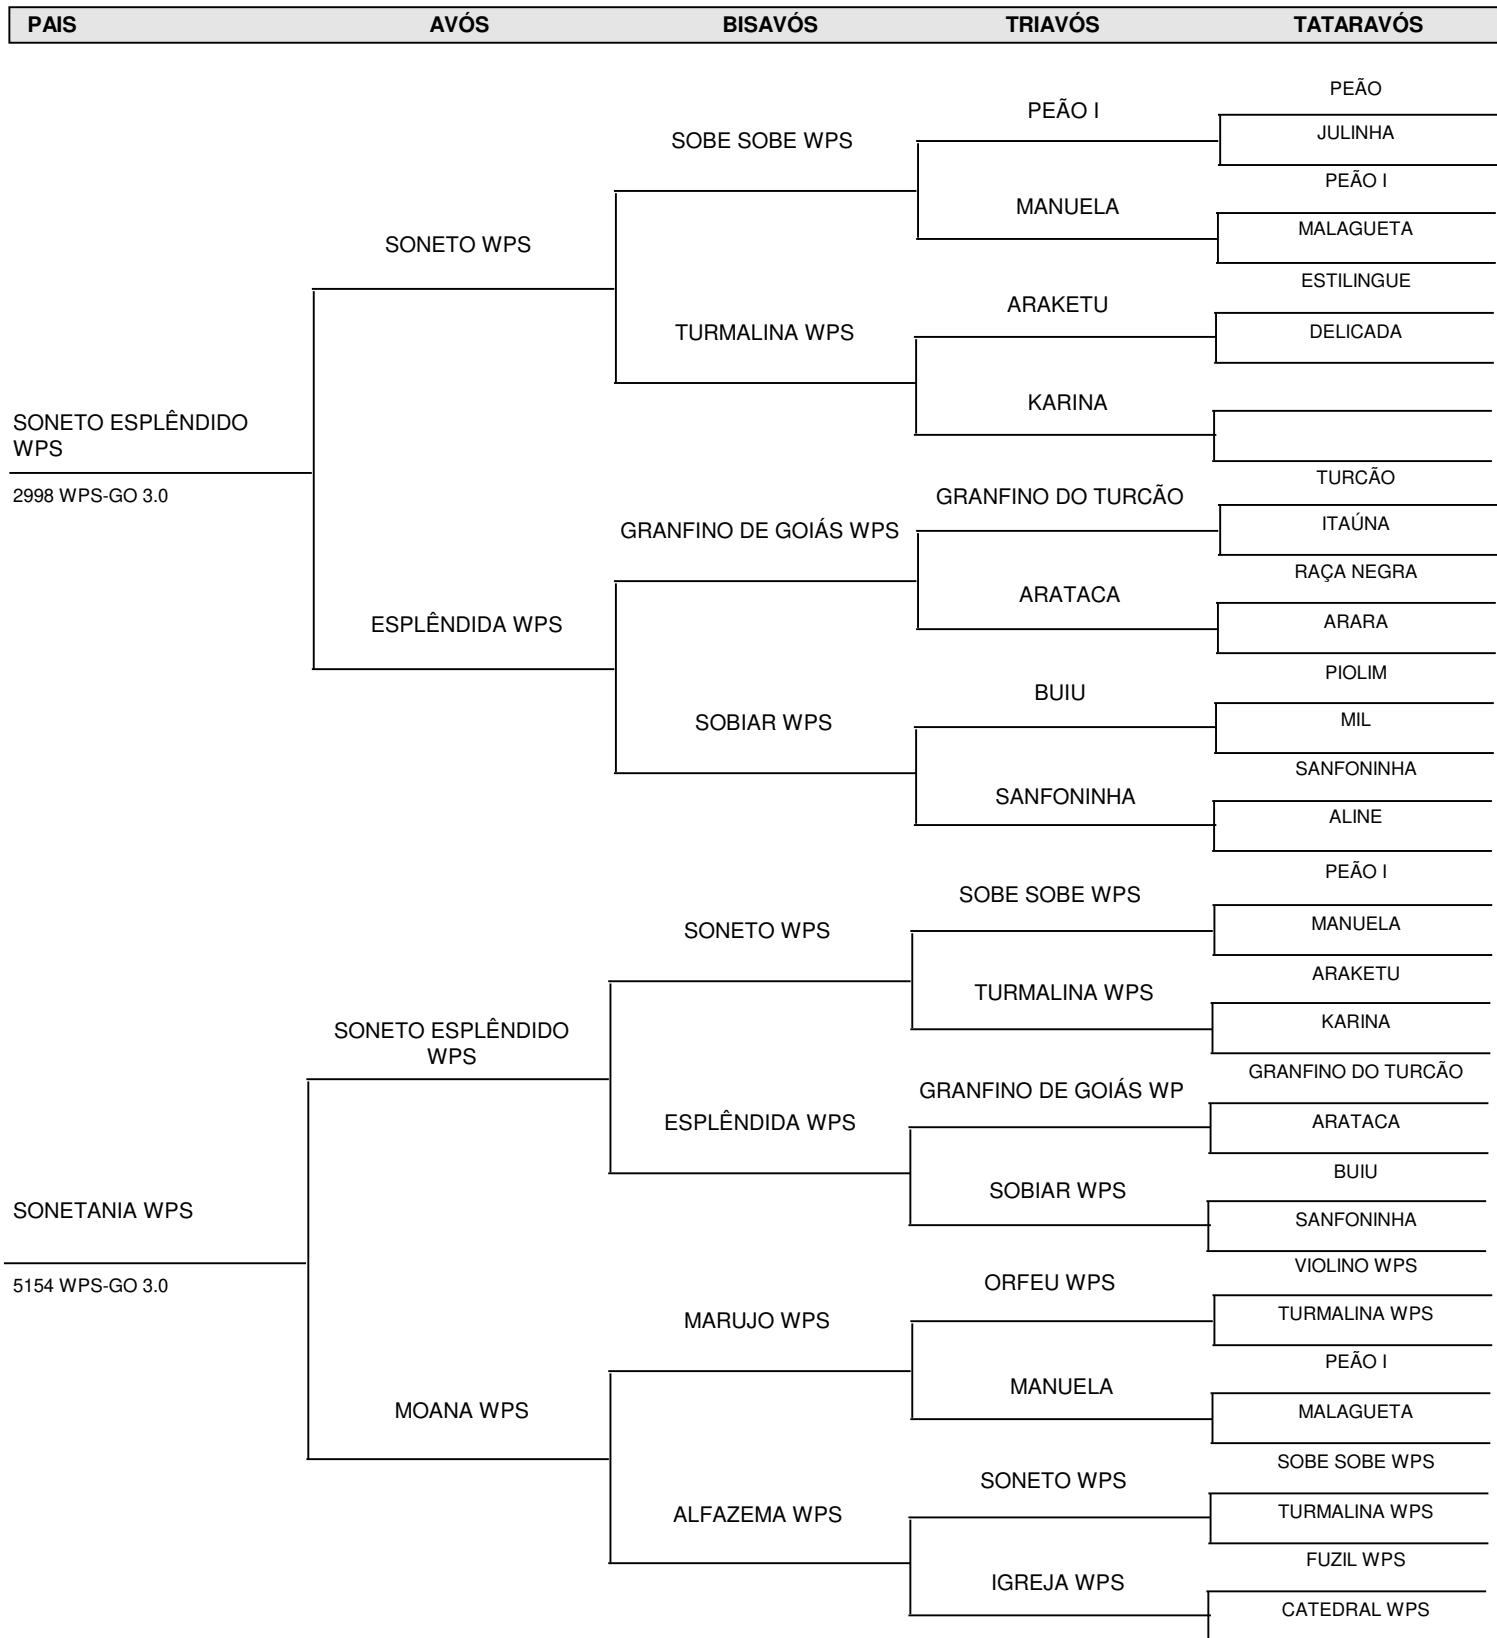 PAIS AVÓS BISAVÓS TRIAVÓS TATARAVÓS
PEÃO
PEÃO I
JULINHA
SOBE SOBE WPS
PEÃO I
MANUELA
MALAGUETA
SONETO WPS
ESTILINGUE
ARAKETU
TURMALINA WPS
DELICADA
KARINA
SONETO ESPLÊNDIDO
WPS
2998 WPS-GO 3.0
TURCÃO
GRANFINO DO TURCÃO
ITAÚNA
GRANFINO DE GOIÁS WPS
RAÇA NEGRA
ARATACA
ARARA
ESPLÊNDIDA WPS
PIOLIM
BUIU
MIL
SOBIAR WPS
SANFONINHA
SANFONINHA
ALINE
PEÃO I
SOBE SOBE WPS
MANUELA
SONETO WPS
ARAKETU
TURMALINA WPS
KARINA
SONETO ESPLÊNDIDO
WPS
GRANFINO DO TURCÃO
GRANFINO DE GOIÁS WP
ARATACA
ESPLÊNDIDA WPS
BUIU
SOBIAR WPS
SANFONINHA
SONETANIA WPS
5154 WPS-GO 3.0
VIOLINO WPS
ORFEU WPS
TURMALINA WPS
MARUJO WPS
PEÃO I
MANUELA
MALAGUETA
MOANA WPS
SOBE SOBE WPS
SONETO WPS
TURMALINA WPS
ALFAZEMA WPS
FUZIL WPS
IGREJA WPS
CATEDRAL WPS